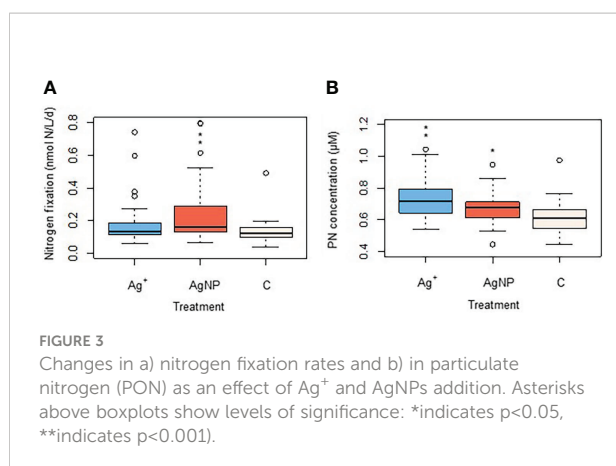 A
Nitrogen fixation (nmol N/L/d)
0.8
0.6
0.4
0.2
0.0
*
*
Ag+
AgNP
C
Treatment
B
PN concentration (µM)
1.2
1.0
0.8
0.6
0.4
*
*
*
Ag+
AgNP
C
Treatment
FIGURE 3
Changes in a) nitrogen fixation rates and b) in particulate
nitrogen (PON) as an effect of Ag+ and AgNPs addition. Asterisks
above boxplots show levels of significance: *indicates p<0.05,
**indicates p<0.001).